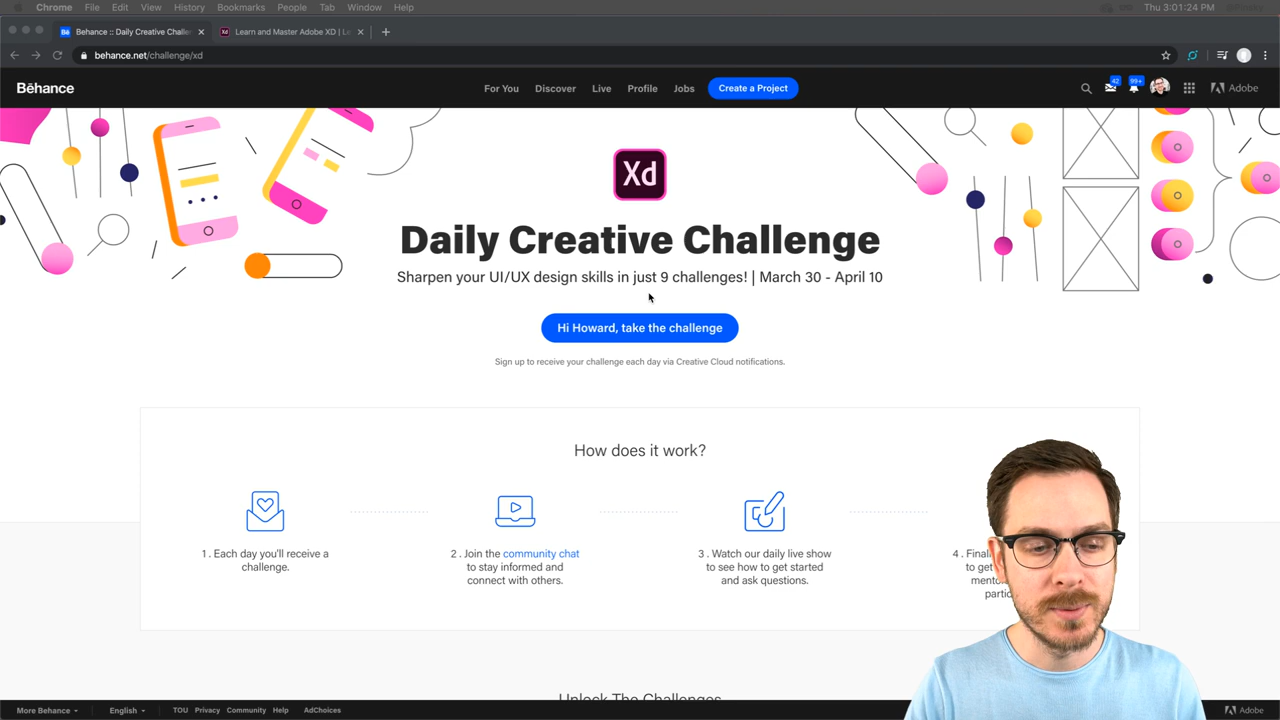 Chrome File Edit View History Bookmarks People Tab Window Help
Thu 3:01:24 PM
Bē Behance :: Daily Creative Challe
Xd Learn and Master Adobe XD | Le
behance.net/challenge/xd
Bēhance
For You Discover Live Profile Jobs Create a Project
42 99+ Adobe
Xd
Daily Creative Challenge
Sharpen your UI/UX design skills in just 9 challenges! | March 30 - April 10
Hi Howard, take the challenge
Sign up to receive your challenge each day via Creative Cloud notifications.
How does it work?
1 . Each day you'll receive a
challenge.
2 . Join the community chat
to stay informed and
connect with others.
3 . Watch our daily live show
to see how to get started
and ask questions.
4 . Finali
to get
mento
partic
Unlock The Challenges
More Behance English TOU Privacy Community Help AdChoices Adobe